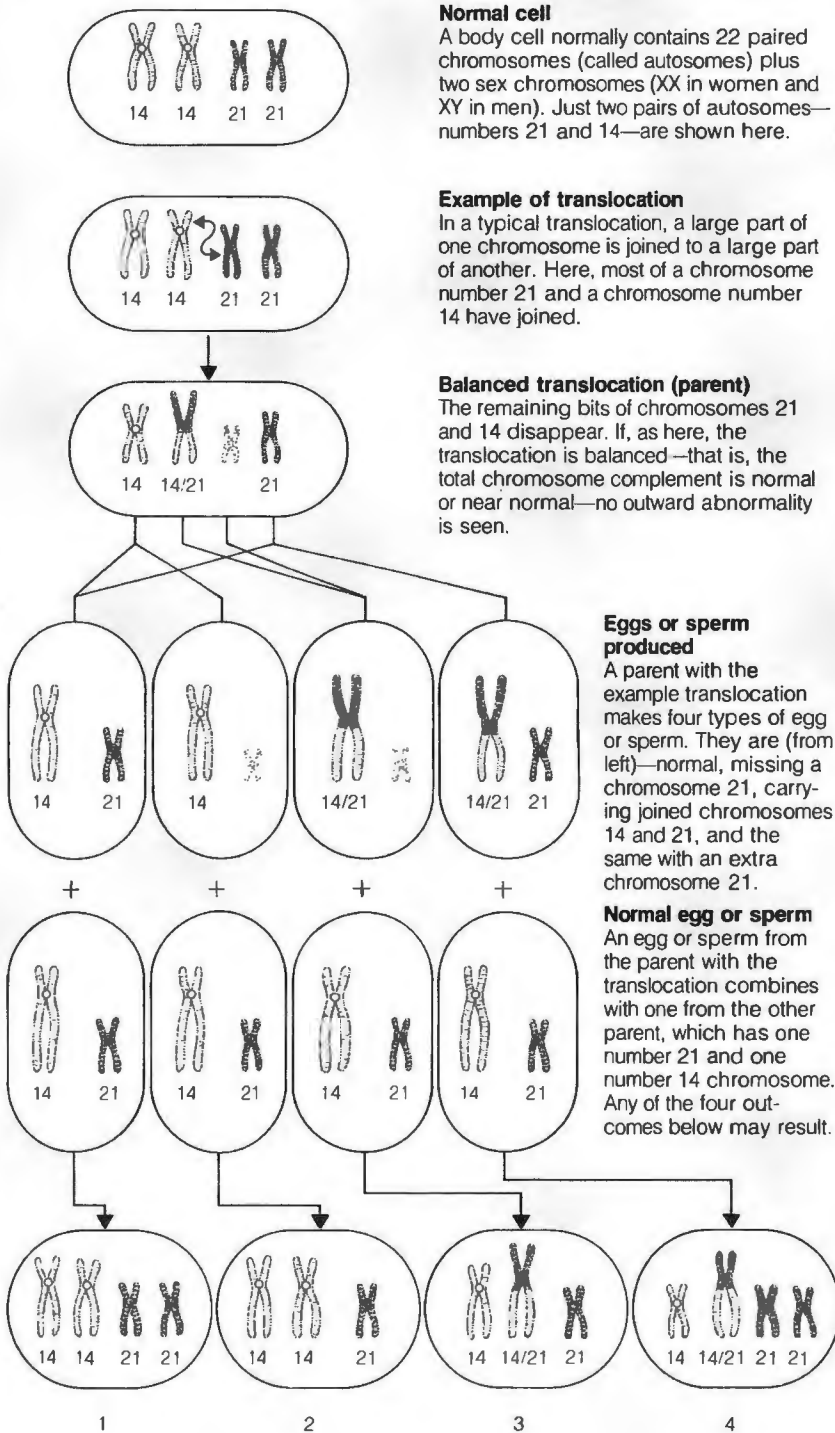 Normal cell
A body cell normally contains 22 paired
chromosomes (called autosomes) plus
two sex chromosomes (XX in women and
XY in men). Just two pairs of autosomes—
numbers 21 and 14—are shown here.
14 14 21 21
Example of translocation
In a typical translocation, a large part of
one chromosome is joined to a large part
of another. Here, most of a chromosome
number 21 and a chromosome number
14 have joined.
14 14 21 21
Balanced translocation (parent)
The remaining bits of chromosomes 21
and 14 disappear. If, as here, the
translocation is balanced—that is, the
total chromosome complement is normal
or near normal—no outward abnormality
is seen.
14 14/21 21
Eggs or sperm
produced
A parent with the
example translocation
makes four types of egg
or sperm. They are (from
left)—normal, missing a
chromosome 21, carry-
ing joined chromosomes
14 and 21, and the
same with an extra
chromosome 21.
14 21 14 14/21 14/21 21
+ + + +
Normal egg or sperm
An egg or sperm from
the parent with the
translocation combines
with one from the other
parent, which has one
number 21 and one
number 14 chromosome.
Any of the four out-
comes below may result.
14 21 14 21 14 21 14 21
14 14 21 21 14 14 21 14 14/21 21 14 14/21 21 21
1 2 3 4